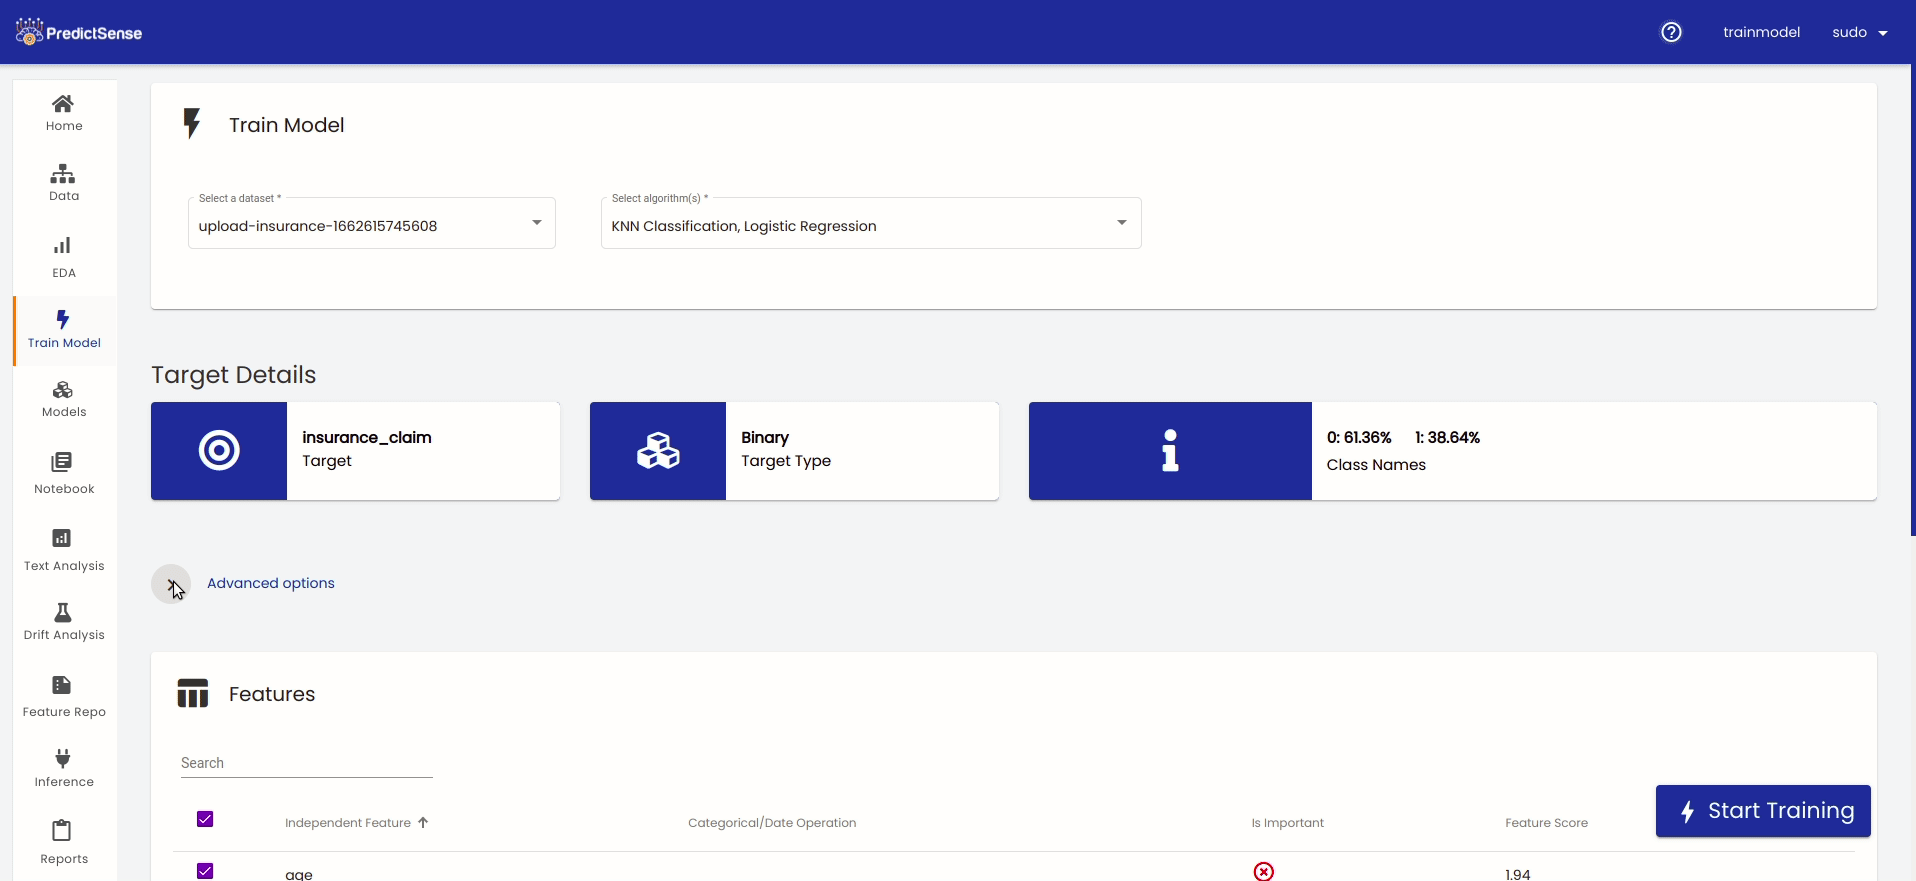 PredictSense
trainmodel
sudo
Home
Data
EDA
Train Model
Models
Notebook
Text Analysis
Drift Analysis
Feature Repo
Inference
Reports
Train Model
Select a dataset *
upload-insurance-1662615745608
Select algorithm(s) *
KNN Classification, Logistic Regression
Target Details
insurance_claim
Target
Binary
Target Type
0: 61.36% 1: 38.64%
Class Names
Advanced options
Features
Search
Independent Feature
Categorical/Date Operation
Is Important
Feature Score
Start Training
age
1.94